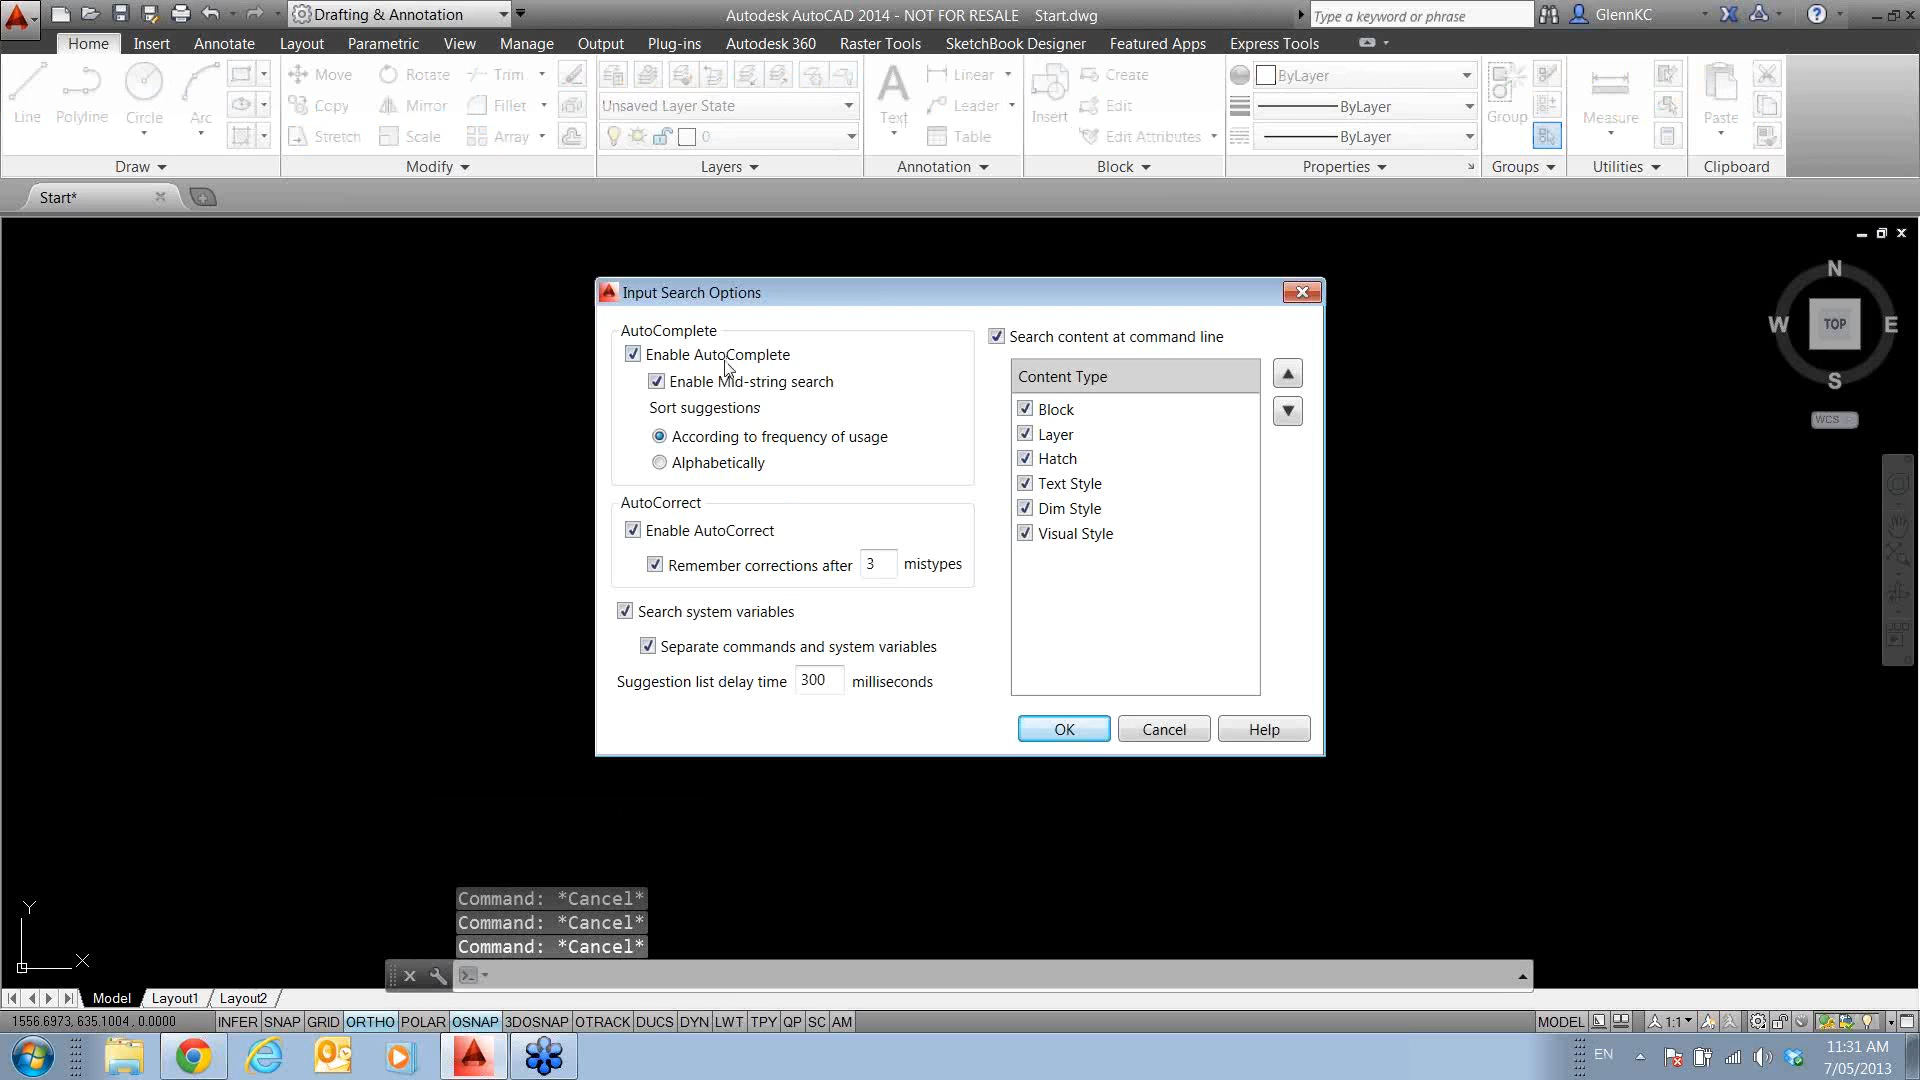 Drafting & Annotation
Autodesk AutoCAD 2014 - NOT FOR RESALE Start.dwg
Type a keyword or phrase
GlennKC
Home Insert Annotate Layout Parametric View Manage Output Plug-ins Autodesk 360 Raster Tools SketchBook Designer Featured Apps Express Tools
Line Polyline Circle Arc
Move Rotate Trim
Copy Mirror Fillet
Stretch Scale Array
Unsaved Layer State
0
Text
Linear
Leader
Table
Insert
Create
Edit
Edit Attributes
ByLayer
ByLayer
ByLayer
Group
Measure
Paste
Draw Modify Layers Annotation Block Properties Groups Utilities Clipboard
Start*
N
W TOP E
S
WCS
Input Search Options
AutoComplete
Enable AutoComplete
Enable Mid-string search
Sort suggestions
According to frequency of usage
Alphabetically
AutoCorrect
Enable AutoCorrect
Remember corrections after 3 mistypes
Search system variables
Separate commands and system variables
Suggestion list delay time 300 milliseconds
Search content at command line
Content Type
Block
Layer
Hatch
Text Style
Dim Style
Visual Style
OK Cancel Help
Command: *Cancel*
Command: *Cancel*
Command: *Cancel*
Y
X
Model Layout1 Layout2
1556.6973, 635.1004, 0.0000
INFER SNAP GRID ORTHO POLAR OSNAP 3DOSNAP OTRACK DUCS DYN LWT TPY QP SC AM
MODEL
1:1
EN
11:31 AM
7/05/2013